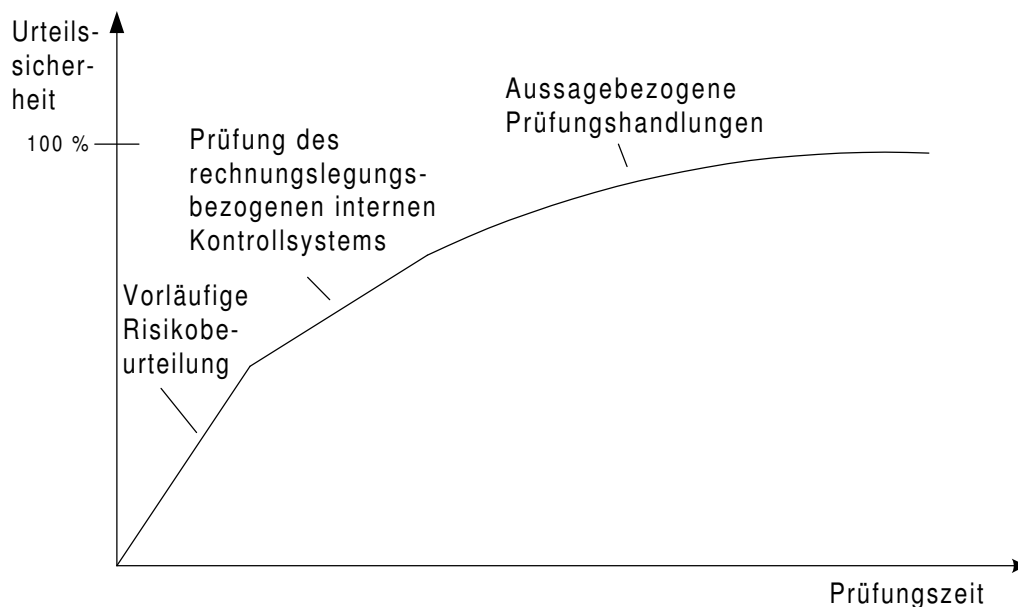 Urteils-
sicher-
heit
100 %
Aussagebezogene
Prüfungshandlungen
Prüfung des
rechnungslegungs-
bezogenen internen
Kontrollsystems
Vorläufige
Risikobe-
urteilung
Prüfungszeit